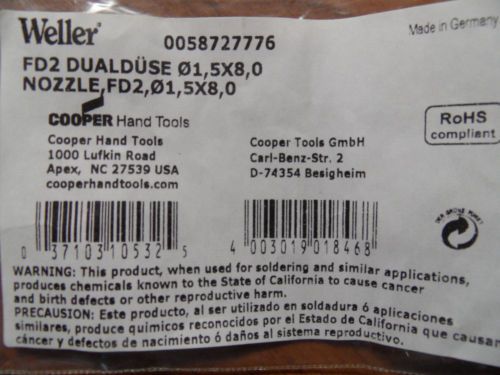 Weller®
0058727776
Made in Germany
FD2 DUALDÜSE Ø1,5X8,0
NOZZLE,FD2,Ø1,5X8,0
COOPER Hand Tools
RoHS
compliant
Cooper Hand Tools
1000 Lufkin Road
Apex, NC 27539 USA
cooperhandtools.com
Cooper Tools GmbH
Carl-Benz-Str. 2
D-74354 Besigheim
DER GRÜNE PUNKT
0 37103 10532 5
4 003019 018468
WARNING: This product, when used for soldering and similar applications,
produces chemicals known to the State of California to cause cancer
and birth defects or other reproductive harm.
PRECAUSION: Este producto, al ser utilizado en soldadura ó aplicaciones
similares, produce químicos reconocidos por el Estado de California que causan
cáncer y defectos de nacimiento ó daños al sistema reproductivo.